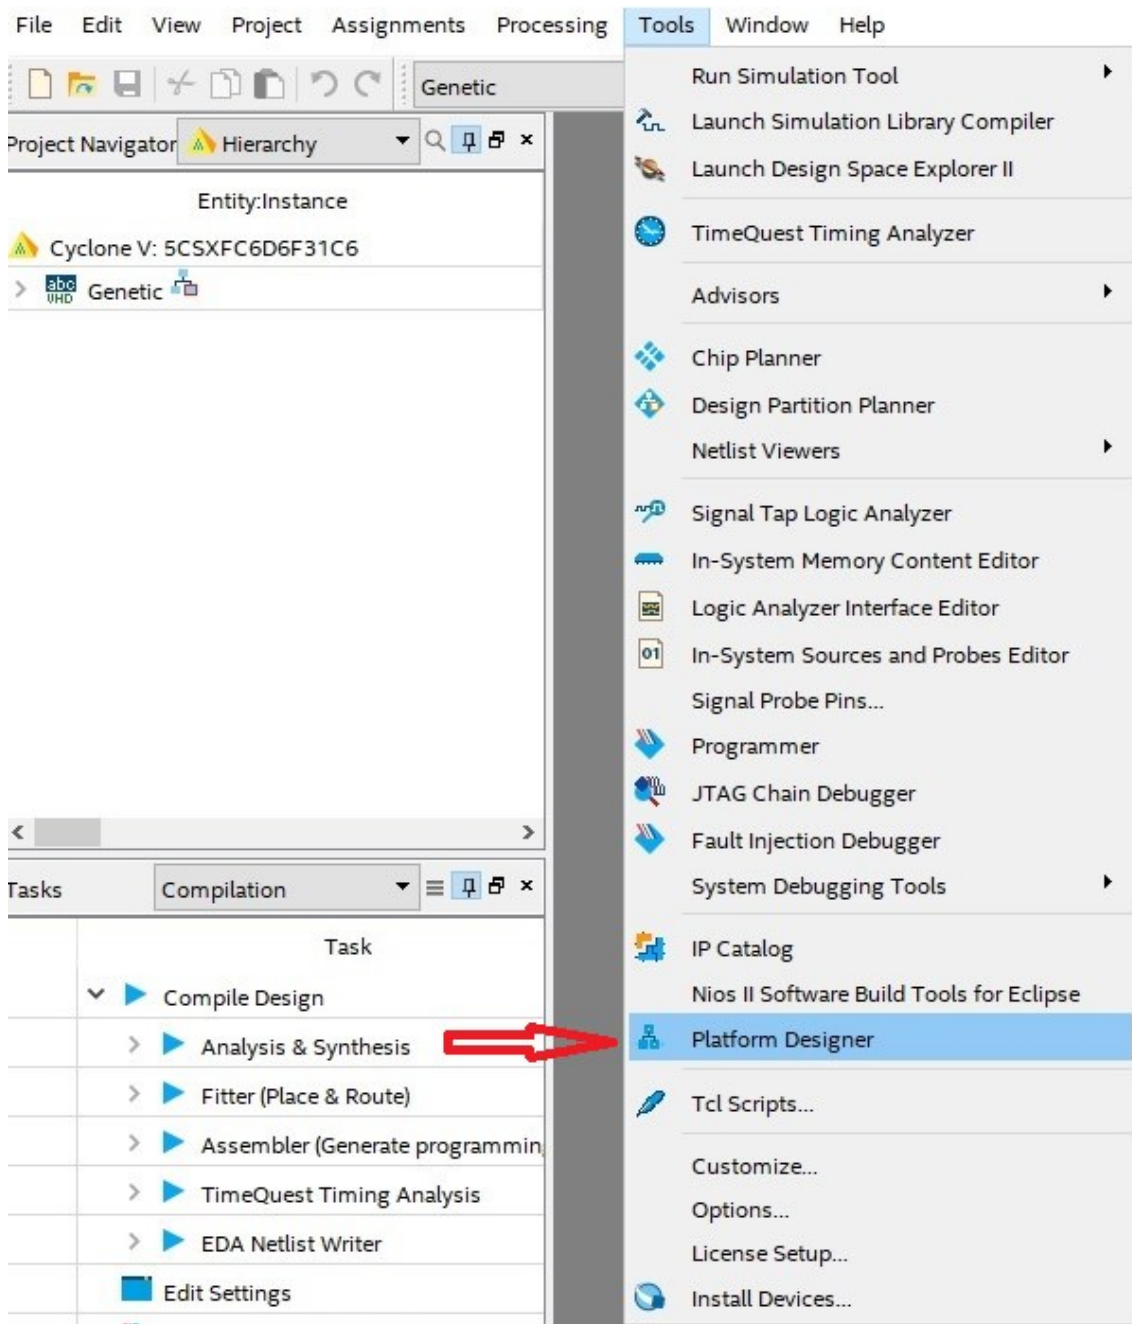 File Edit View Project Assignments Processing Tools Window Help
Genetic
Project Navigator Hierarchy
Entity:Instance
Cyclone V: 5CSXFC6D6F31C6
abc VHD Genetic
Tasks Compilation
Task
Compile Design
Analysis & Synthesis
Fitter (Place & Route)
Assembler (Generate programmin
TimeQuest Timing Analysis
EDA Netlist Writer
Edit Settings
Run Simulation Tool
Launch Simulation Library Compiler
Launch Design Space Explorer II
TimeQuest Timing Analyzer
Advisors
Chip Planner
Design Partition Planner
Netlist Viewers
Signal Tap Logic Analyzer
In-System Memory Content Editor
Logic Analyzer Interface Editor
01 In-System Sources and Probes Editor
Signal Probe Pins...
Programmer
JTAG Chain Debugger
Fault Injection Debugger
System Debugging Tools
IP Catalog
Nios II Software Build Tools for Eclipse
Platform Designer
Tcl Scripts...
Customize...
Options...
License Setup...
Install Devices...